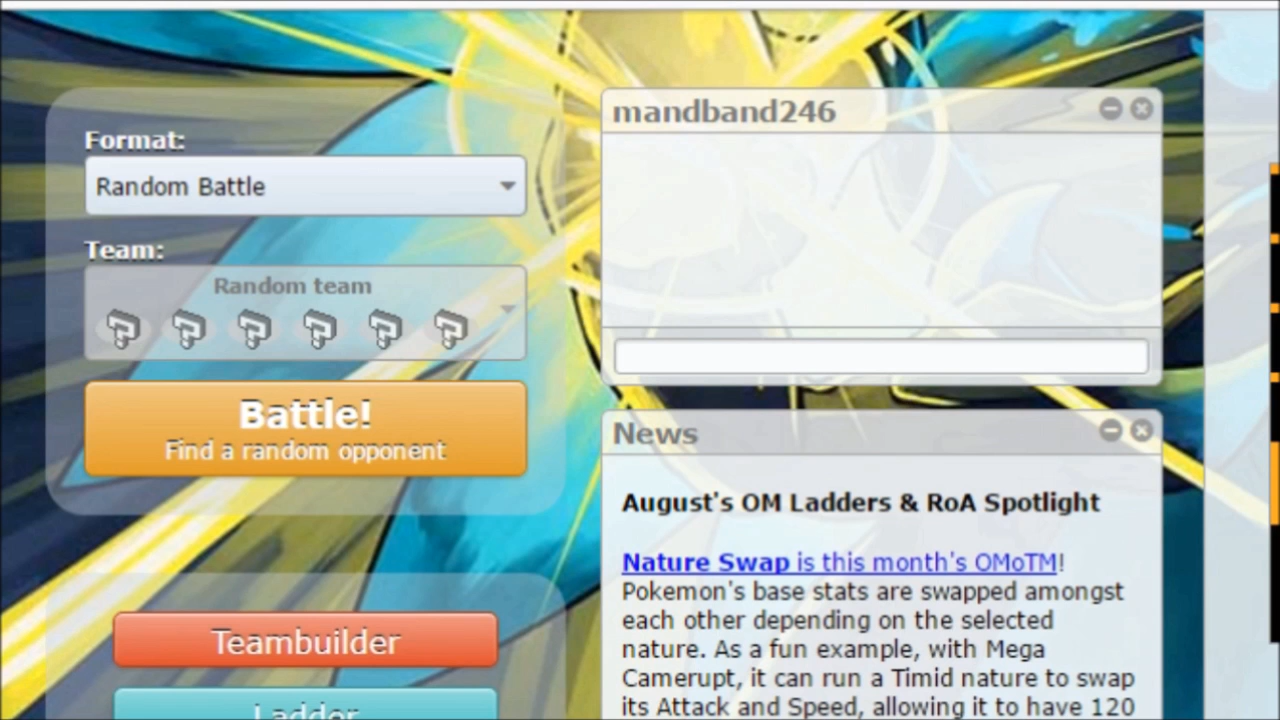 Format:
Random Battle
Team:
Random team
Battle!
Find a random opponent
Teambuilder
Ladder
mandband246
News
August's OM Ladders & RoA Spotlight
Nature Swap is this month's OMoTM!
Pokemon's base stats are swapped amongst
each other depending on the selected
nature. As a fun example, with Mega
Camerupt, it can run a Timid nature to swap
its Attack and Speed, allowing it to have 120